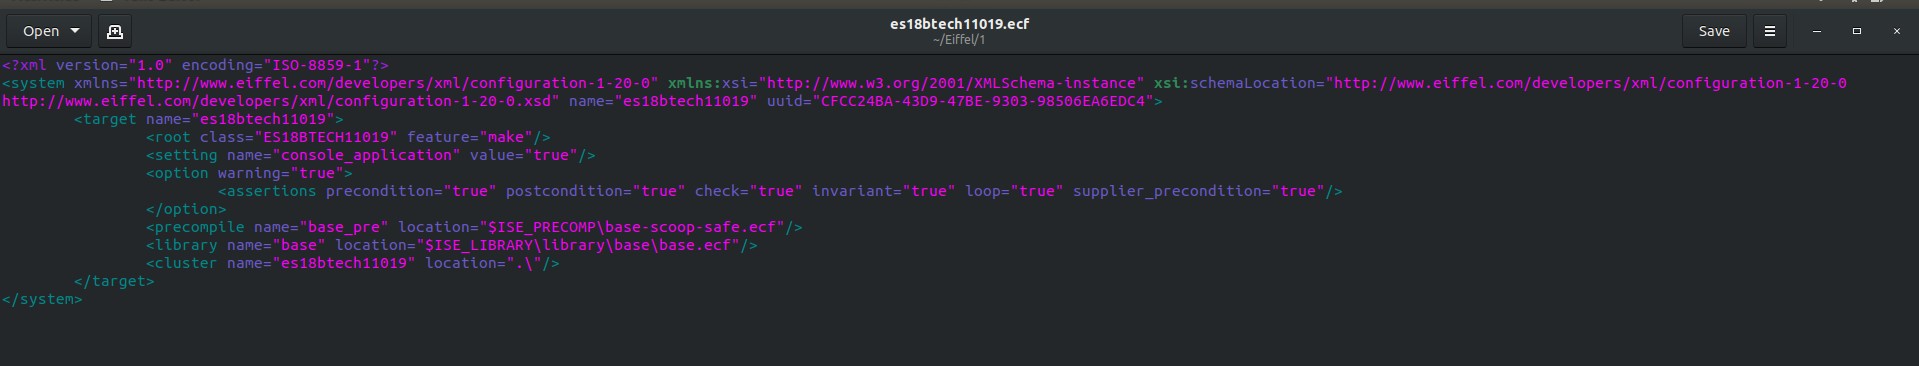 Open
es18btech11019.ecf
~/Eiffel/1
Save
<?xml version="1.0" encoding="ISO-8859-1"?>
<system xmlns="http://www.eiffel.com/developers/xml/configuration-1-20-0" xmlns:xsi="http://www.w3.org/2001/XMLSchema-instance" xsi:schemaLocation="http://www.eiffel.com/developers/xml/configuration-1-20-0
http://www.eiffel.com/developers/xml/configuration-1-20-0.xsd" name="es18btech11019" uuid="CFCC24BA-43D9-47BE-9303-98506EA6EDC4">
<target name="es18btech11019">
<root class="ES18BTECH11019" feature="make"/>
<setting name="console_application" value="true"/>
<option warning="true">
<assertions precondition="true" postcondition="true" check="true" invariant="true" loop="true" supplier_precondition="true"/>
</option>
<precompile name="base_pre" location="$ISE_PRECOMP\base-scoop-safe.ecf"/>
<library name="base" location="$ISE_LIBRARY\library\base\base.ecf"/>
<cluster name="es18btech11019" location=".\"/>
</target>
</system>